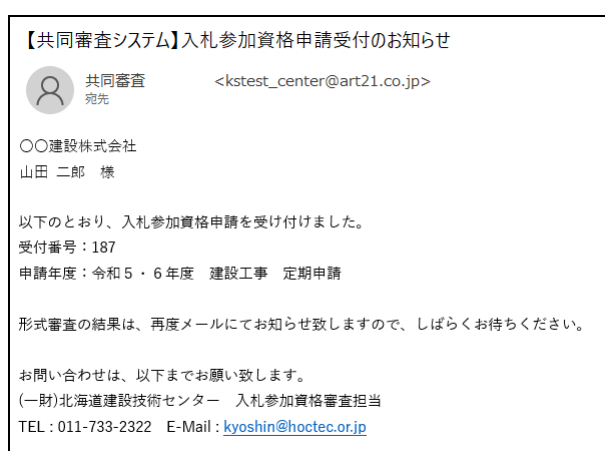 【共同審査システム】入札参加資格申請受付のお知らせ
共同審査 <kstest_center@art21.co.jp>
宛先
〇〇建設株式会社
山田 二郎 様
以下のとおり、入札参加資格申請を受け付けました。
受付番号：187
申請年度：令和５・６年度 建設工事 定期申請
形式審査の結果は、再度メールにてお知らせ致しますので、しばらくお待ちください。
お問い合わせは、以下までお願い致します。
(一財)北海道建設技術センター 入札参加資格審査担当
TEL : 011-733-2322 E-Mail : kyoshin@hoctec.or.jp